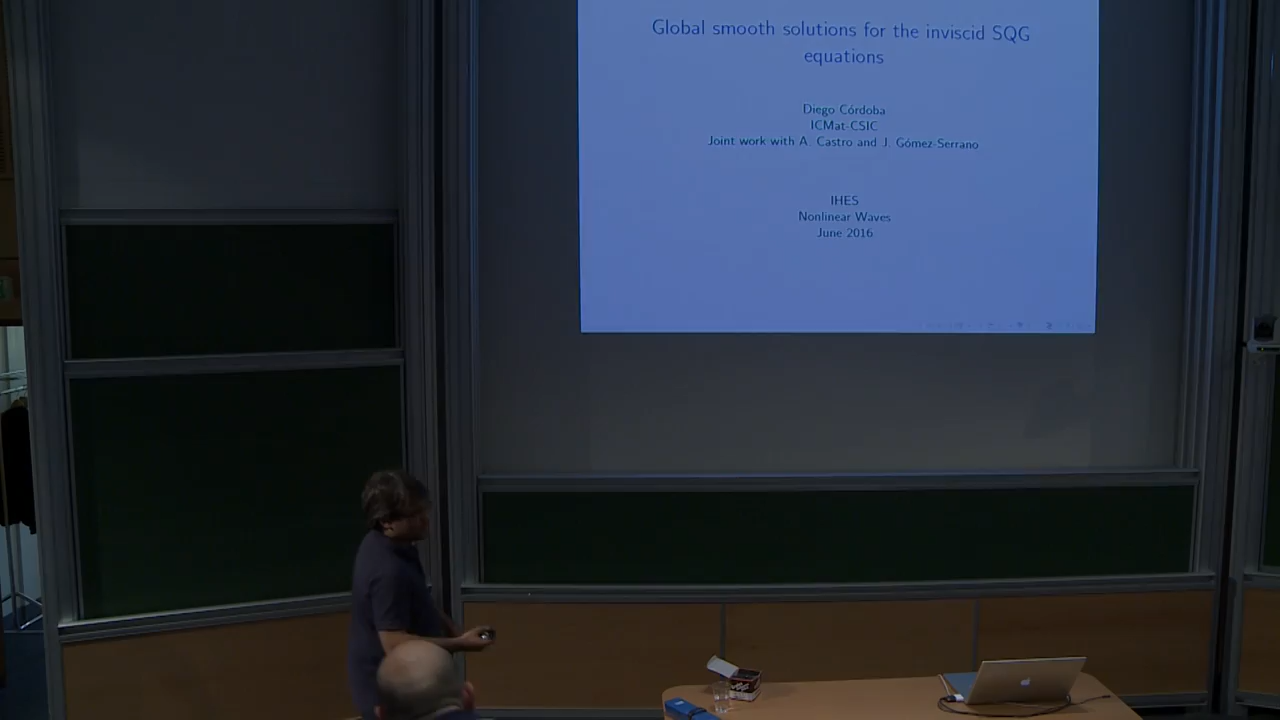 Global smooth solutions for the inviscid SQG
equations
Diego Córdoba
ICMat-CSIC
Joint work with A. Castro and J. Gómez-Serrano
IHES
Nonlinear Waves
June 2016